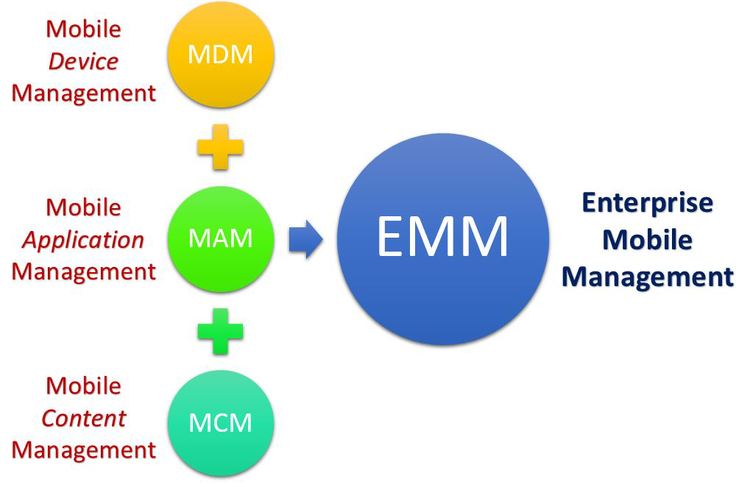 Mobile
Device
Management
MDM
Mobile
Application
Management
MAM
EMM
Enterprise
Mobile
Management
Mobile
Content
Management
MCM